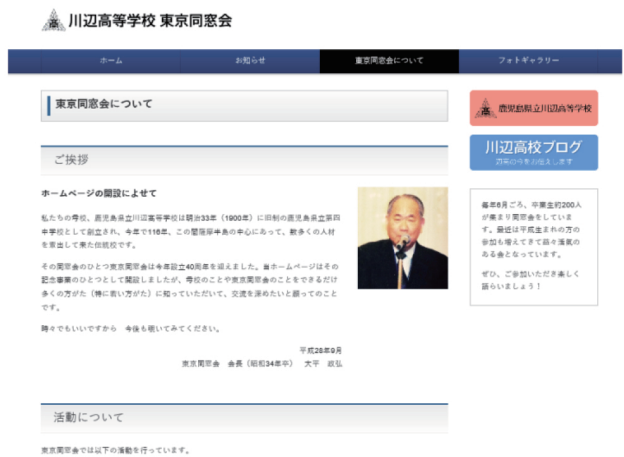 川辺高等学校 東京同窓会
ホーム
お知らせ
東京同窓会について
フォトギャラリー
東京同窓会について
ご挨拶
ホームページの開設によせて
私たちの母校、鹿児島県立川辺高等学校は明治33年（1900年）に旧制の鹿児島県立第四
中学校として創立され、今年で116年、この薩摩半島の中心にあって、数多くの人材
を輩出して来た伝統校です。
その同窓会のひとつ東京同窓会は今年設立40周年を迎えました。当ホームページはその
記念事業のひとつとして開設しましたが、母校のことや東京同窓会のことをできるだけ
多くの方が（特に若い方が）に知っていただいて、交流を深めたいと願ってのこと
です。
時々でもいいですから 今後も覗いてみてください。
平成28年9月
東京同窓会 会長（昭和34年卒） 大平 政弘
活動について
東京同窓会では以下の活動を行っています。
鹿児島県立川辺高等学校
川辺高校ブログ
辺高の今をお伝えします
毎年6月ごろ、卒業生約200人
が集まり同窓会をしていま
す。最近は平成生まれの方の
参加も増えてきて益々活気の
ある会となっています。
ぜひ、ご参加いただき楽しく
語らいましょう！